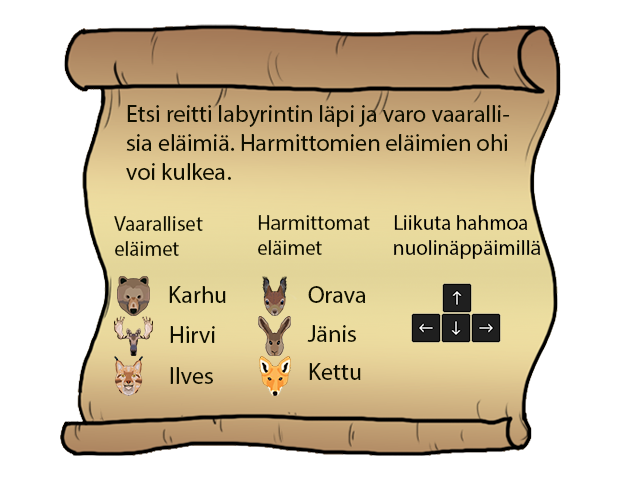 Etsi reitti labyrintin läpi ja varo vaaralli-
sia eläimiä. Harmittomien eläimien ohi
voi kulkea.
Vaaralliset
eläimet
Karhu
Hirvi
Ilves
Harmittomat
eläimet
Orava
Jänis
Kettu
Liikuta hahmoa
nuolinäppäimillä
↑
← ↓ →